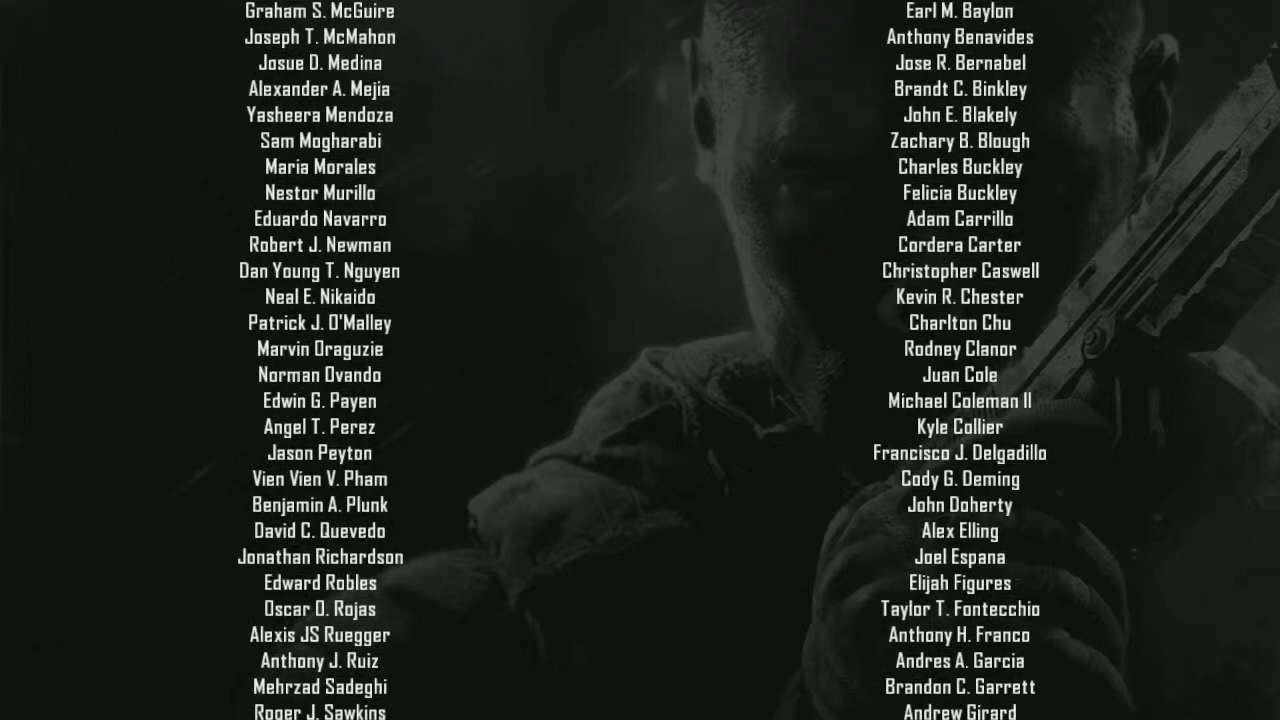 Graham S. McGuire
Joseph T. McMahon
Josue D. Medina
Alexander A. Mejia
Yasheera Mendoza
Sam Mogharabi
Maria Morales
Nestor Murillo
Eduardo Navarro
Robert J. Newman
Dan Young T. Nguyen
Neal E. Nikaido
Patrick J. O'Malley
Marvin Oraguzie
Norman Ovando
Edwin G. Payen
Angel T. Perez
Jason Peyton
Vien Vien V. Pham
Benjamin A. Plunk
David C. Quevedo
Jonathan Richardson
Edward Robles
Oscar O. Rojas
Alexis JS Ruegger
Anthony J. Ruiz
Mehrzad Sadeghi
Roger J. Sawkins
Earl M. Baylon
Anthony Benavides
Jose R. Bernabel
Brandt C. Binkley
John E. Blakely
Zachary B. Blough
Charles Buckley
Felicia Buckley
Adam Carrillo
Cordera Carter
Christopher Caswell
Kevin R. Chester
Charlton Chu
Rodney Clanor
Juan Cole
Michael Coleman II
Kyle Collier
Francisco J. Delgadillo
Cody G. Deming
John Doherty
Alex Elling
Joel Espana
Elijah Figures
Taylor T. Fontecchio
Anthony H. Franco
Andres A. Garcia
Brandon C. Garrett
Andrew Girard